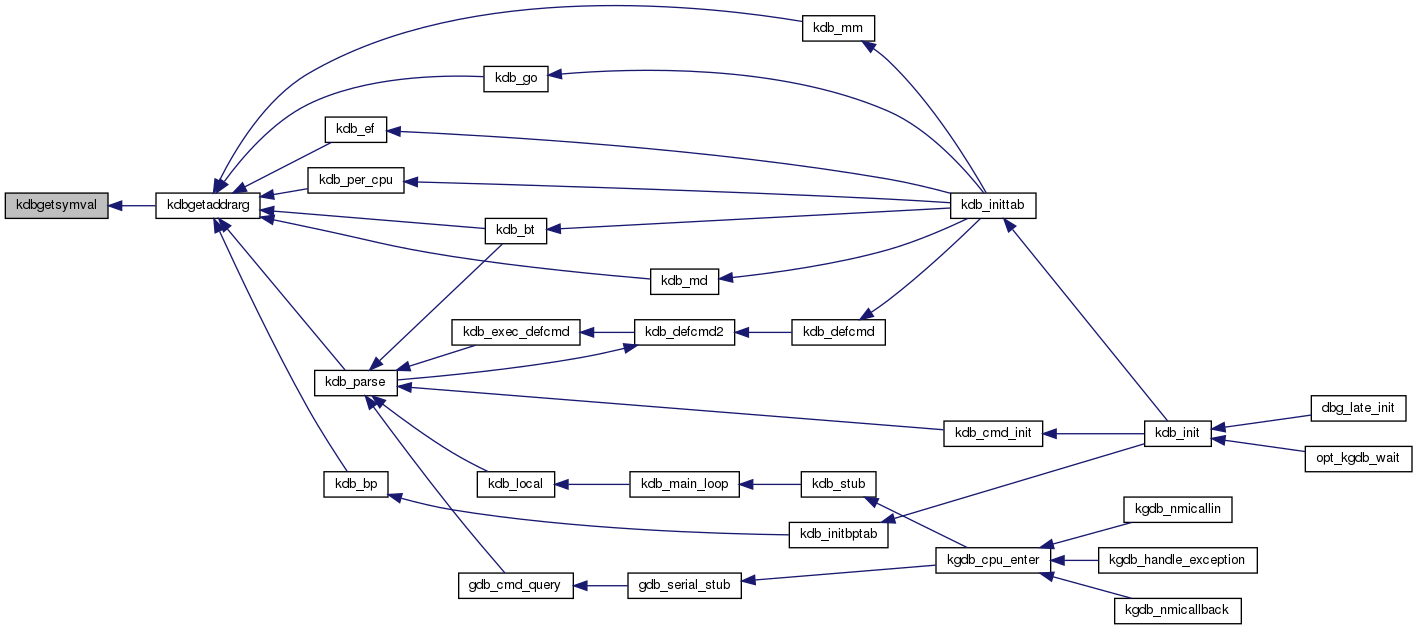 kdb_mm
kdb_go
kdb_ef
kdb_per_cpu
kdbgetsymval
kdbgetaddrarg
kdb_inittab
kdb_bt
kdb_md
kdb_exec_defcmd
kdb_defcmd2
kdb_defcmd
kdb_parse
dbg_late_init
kdb_cmd_init
kdb_init
opt_kgdb_wait
kdb_bp
kdb_local
kdb_main_loop
kdb_stub
kgdb_nmicallin
kdb_initbptab
kgdb_cpu_enter
kgdb_handle_exception
gdb_cmd_query
gdb_serial_stub
kgdb_nmicallback